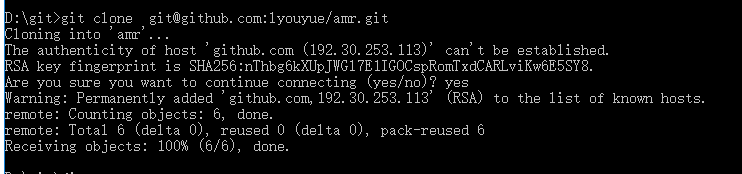 D:\git>git clone  git@github.com:lyouyue/amr.git
Cloning into 'amr'...
The authenticity of host 'github.com (192.30.253.113)' can't be established.
RSA key fingerprint is SHA256:nThbg6kXUpJWGl7E1IGOCspRomTxdCARLviKw6E5SY8.
Are you sure you want to continue connecting (yes/no)? yes
Warning: Permanently added 'github.com,192.30.253.113' (RSA) to the list of known hosts.
remote: Counting objects: 6, done.
remote: Total 6 (delta 0), reused 0 (delta 0), pack-reused 6
Receiving objects: 100% (6/6), done.